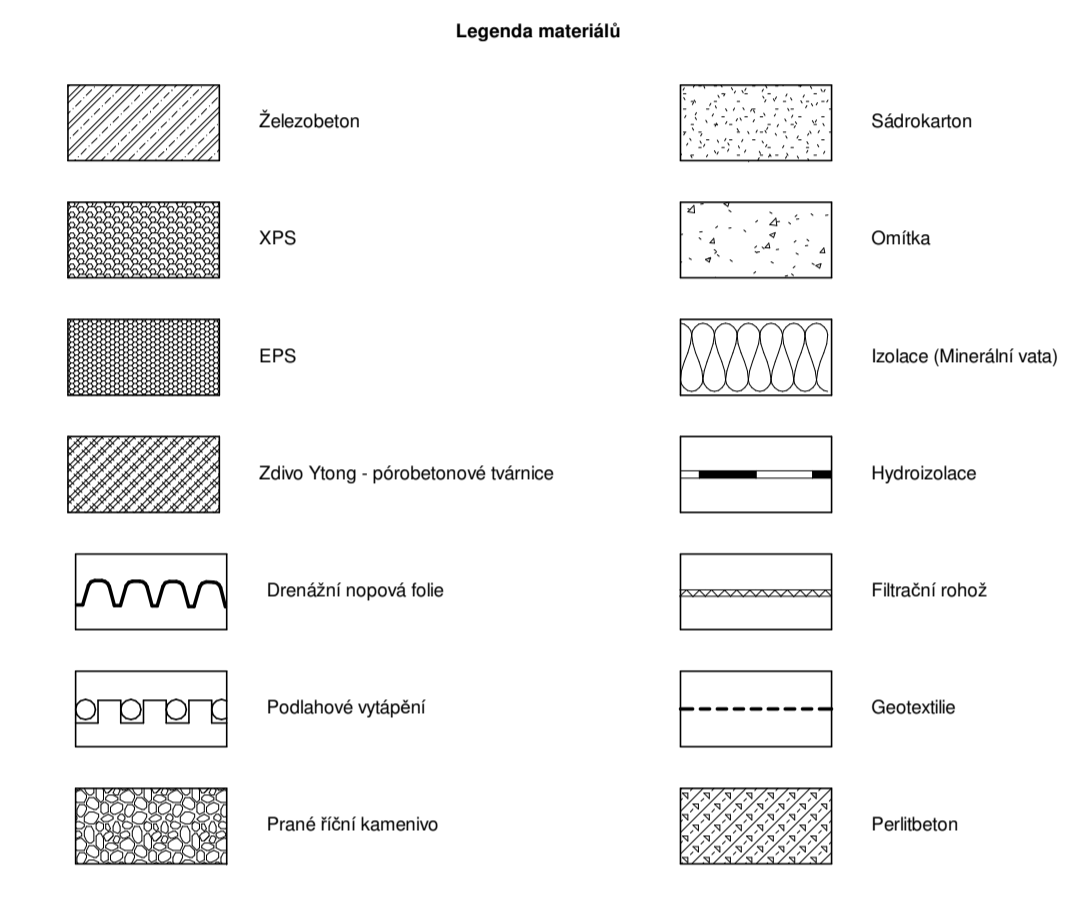 Legenda materiálů
Železobeton
XPS
EPS
Zdivo Ytong - pórobetonové tvárnice
Drenážní nopová folie
Podlahové vytápění
Prané říční kamenivo
Sádrokarton
Omítka
Izolace (Minerální vata)
Hydroizolace
Filtrační rohož
Geotextilie
Perlitbeton